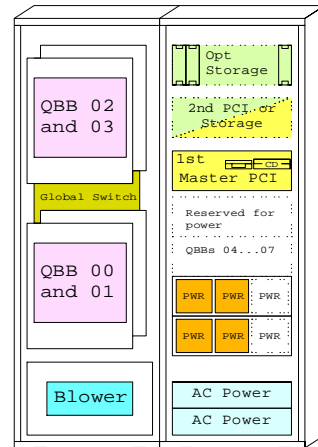 QBB 02
and 03
Global Switch
QBB 00
and 01
Blower
Opt
Storage
2nd PCI or
Storage
1st
CD
Master PCI
Reserved for
power
QBBs 04...07
PWR PWR PWR
PWR PWR PWR
AC Power
AC Power